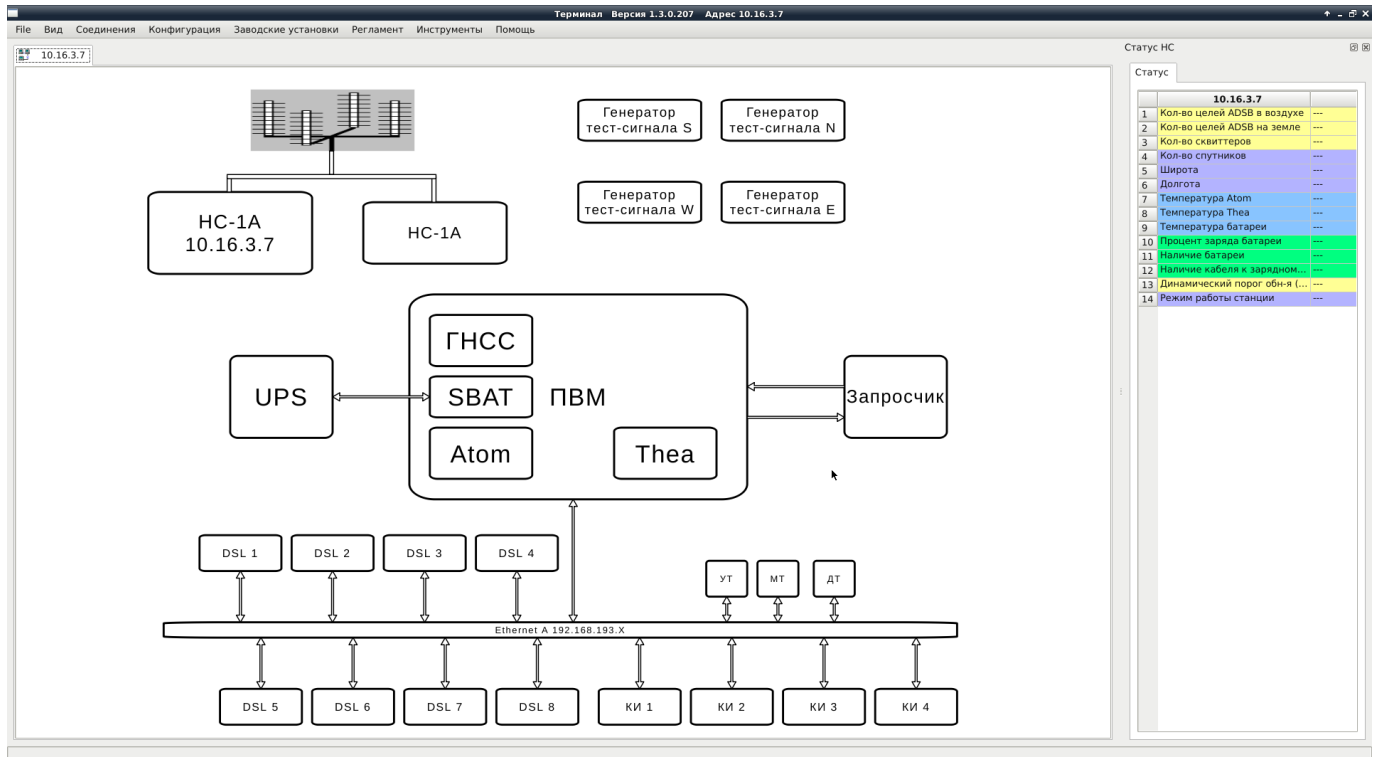 Терминал Версия 1.3.0.207 Адрес 10.16.3.7
File Вид Соединения Конфигурация Заводские установки Регламент Инструменты Помощь
10.16.3.7
Генератор
тест-сигнала S
Генератор
тест-сигнала N
Генератор
тест-сигнала W
Генератор
тест-сигнала E
НС-1А
10.16.3.7
НС-1А
ГНСС
SBAT
ПВМ
Atom
Thea
UPS
Запросчик
DSL 1
DSL 2
DSL 3
DSL 4
УТ
МТ
ДТ
Ethernet A 192.168.193.X
DSL 5
DSL 6
DSL 7
DSL 8
КИ 1
КИ 2
КИ 3
КИ 4
Статус НС
Статус
10.16.3.7
1 Кол-во целей ADSB в воздухе ---
2 Кол-во целей ADSB на земле ---
3 Кол-во сквиттеров ---
4 Кол-во спутников ---
5 Широта ---
6 Долгота ---
7 Температура Atom ---
8 Температура Thea ---
9 Температура батареи ---
10 Процент заряда батареи ---
11 Наличие батареи ---
12 Наличие кабеля к зарядном... ---
13 Динамический порог обн-я (... ---
14 Режим работы станции ---